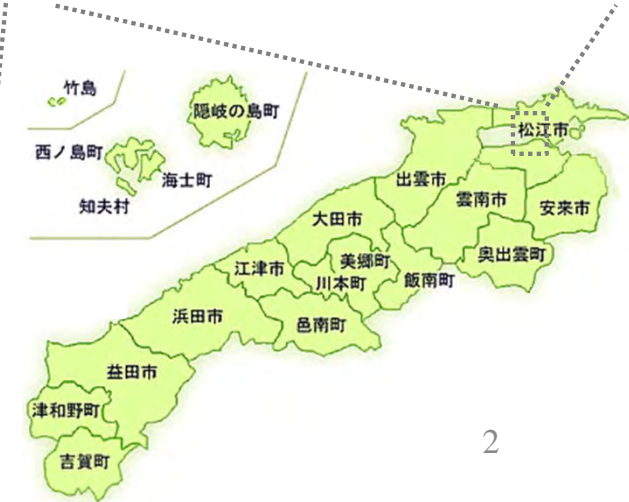 竹島
隠岐の島町
西ノ島町
海士町
知夫村
松江市
出雲市
雲南市
安来市
大田市
奥出雲町
美郷町
江津市
川本町
飯南町
浜田市
邑南町
益田市
津和野町
吉賀町
2